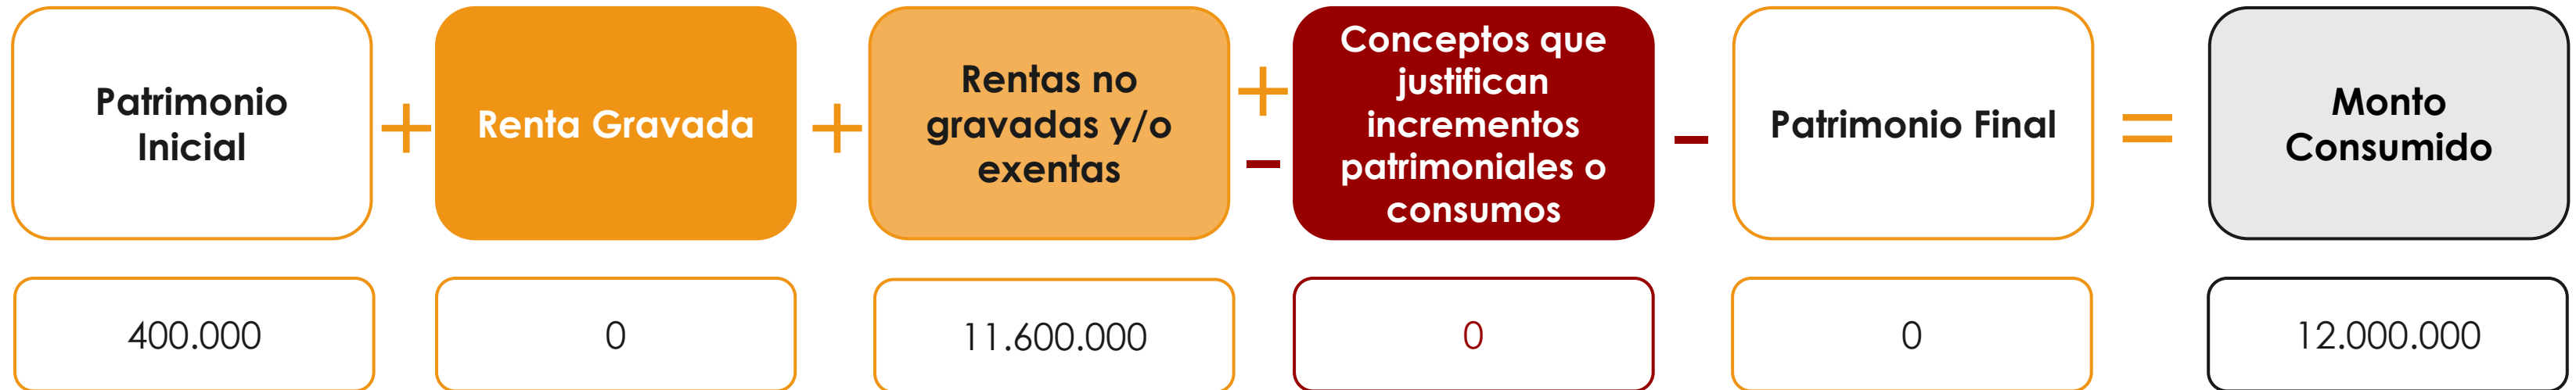 Patrimonio
Inicial
+
Renta Gravada
+
Rentas no
gravadas y/o
exentas
+
-
Conceptos que
justifican
incrementos
patrimoniales o
consumos
-
Patrimonio Final
=
Monto
Consumido
400.000
0
11.600.000
0
0
12.000.000